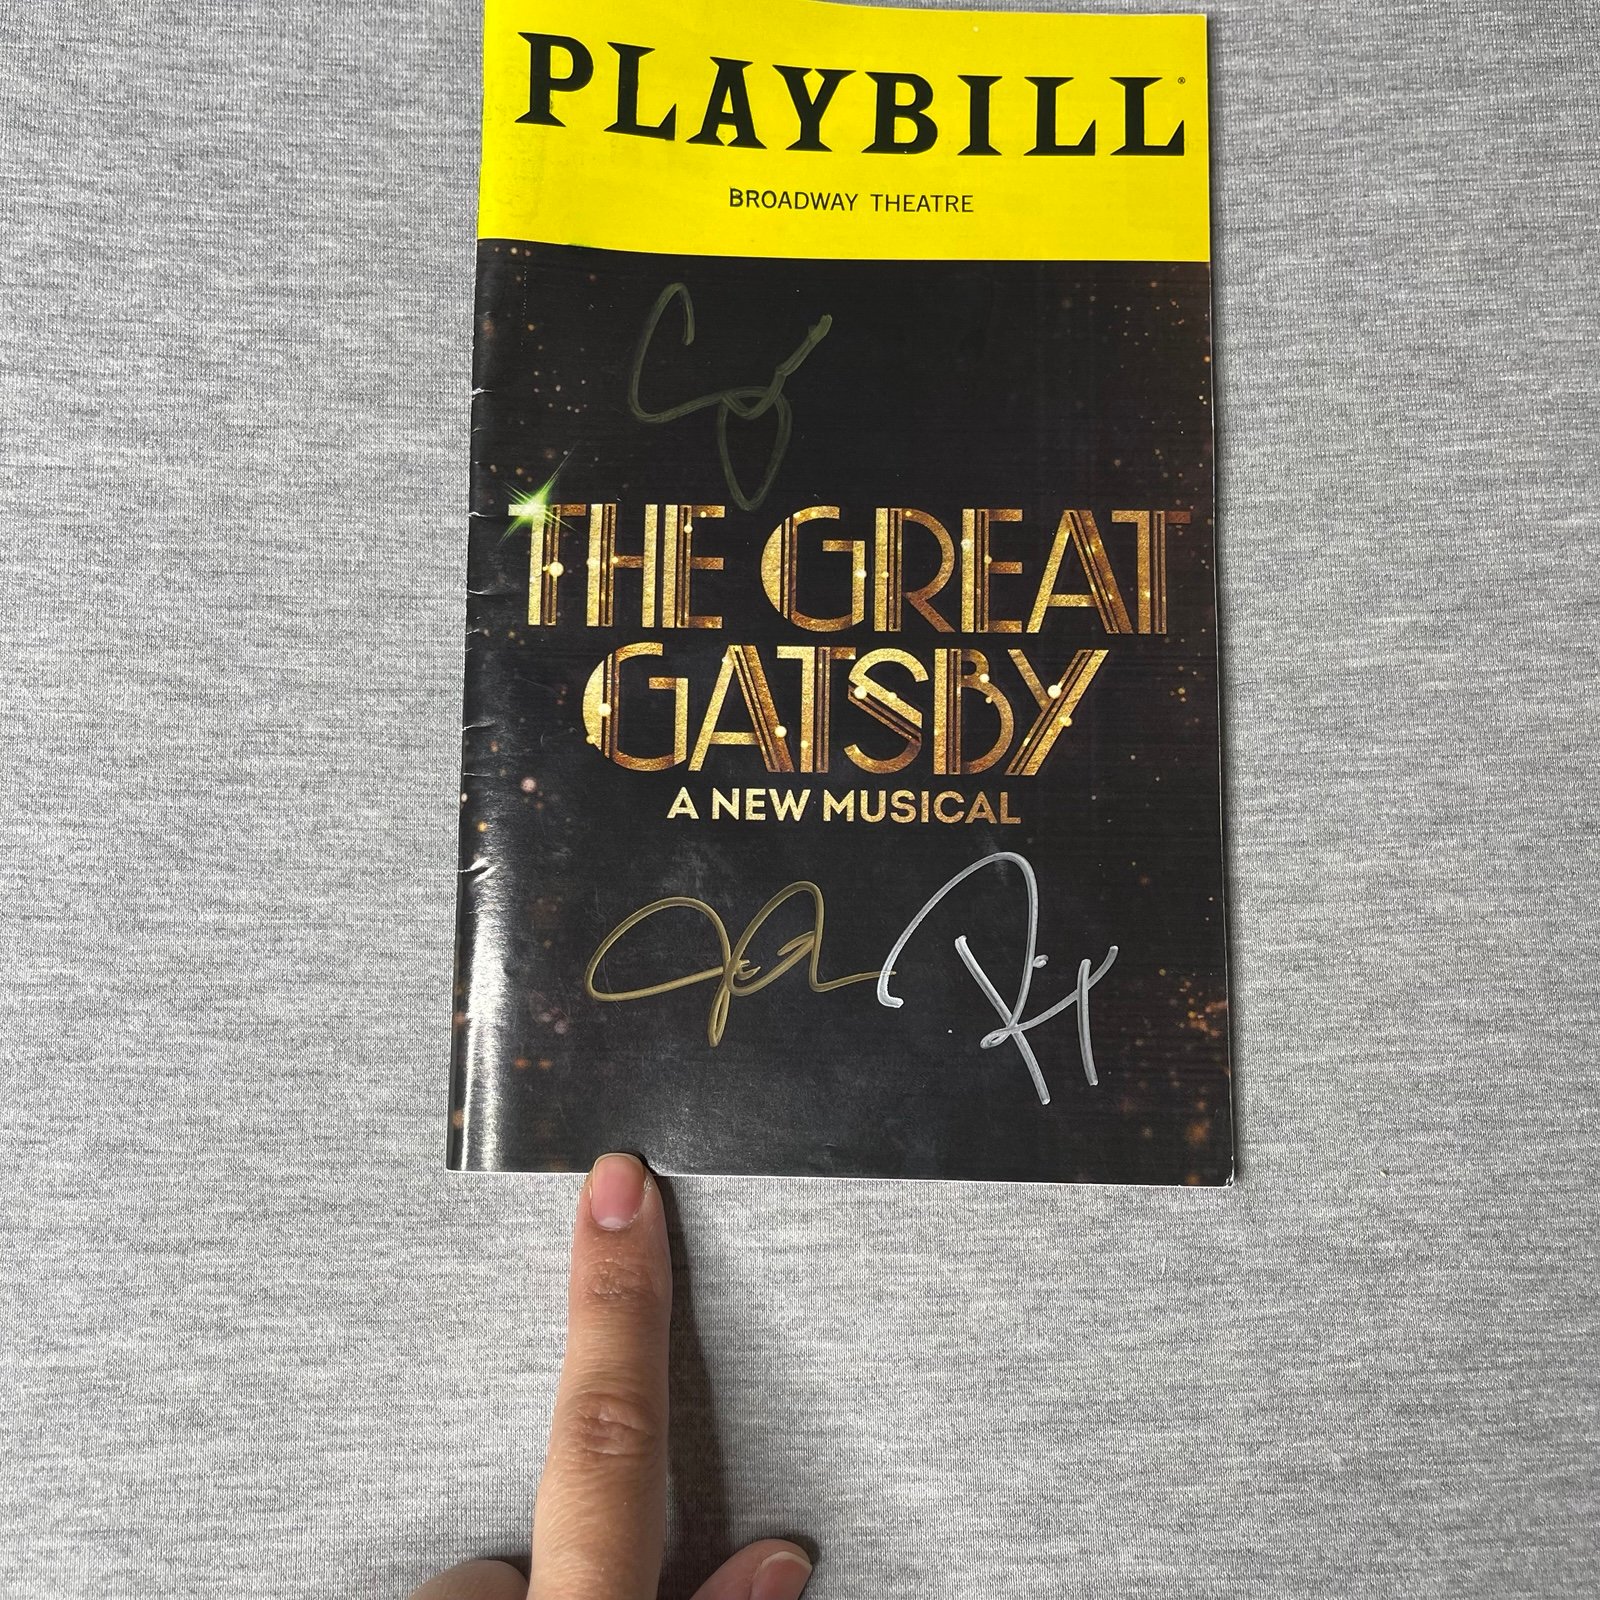 PLAYBILL®
BROADWAY THEATRE
THE GREAT
GATSBY
A NEW MUSICAL